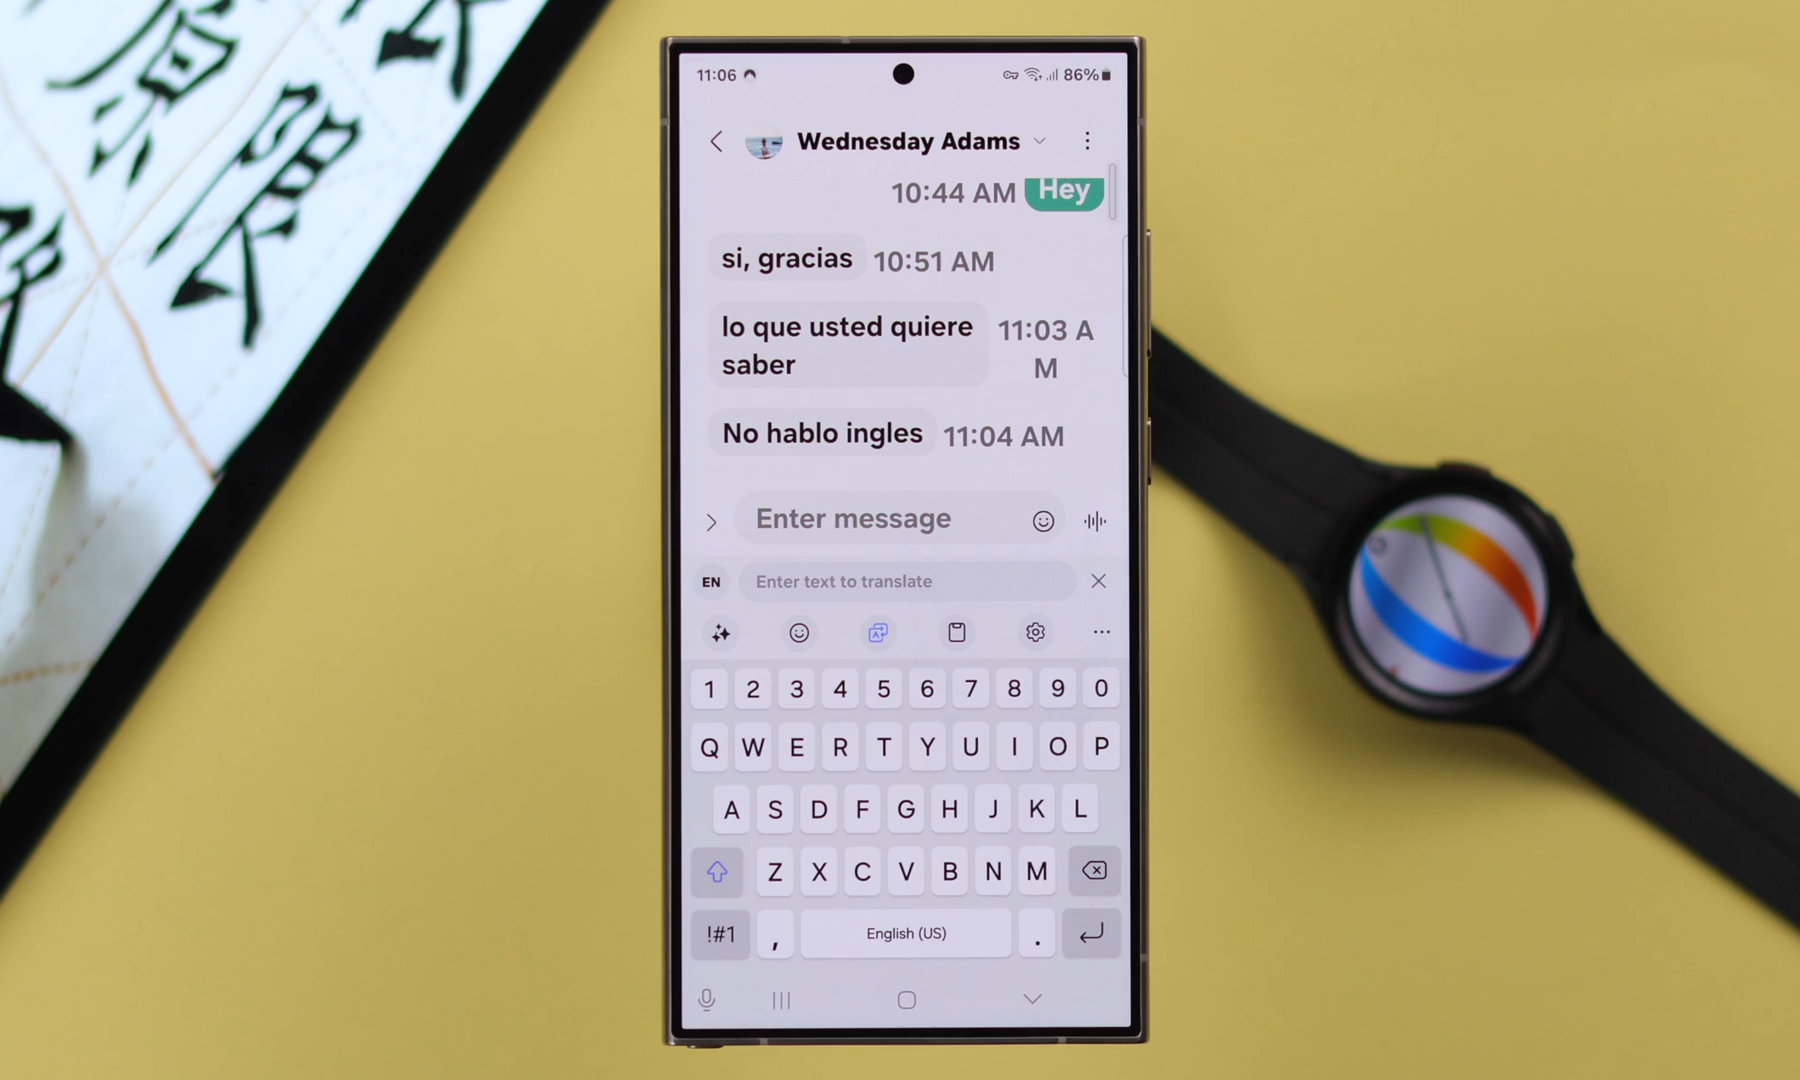 11:06
86%
Wednesday Adams
10:44 AM Hey
si, gracias 10:51 AM
lo que usted quiere 11:03 A
saber M
No hablo ingles 11:04 AM
Enter message
EN Enter text to translate
1 2 3 4 5 6 7 8 9 0
Q W E R T Y U I O P
A S D F G H J K L
Z X C V B N M
!#1 , English (US) .